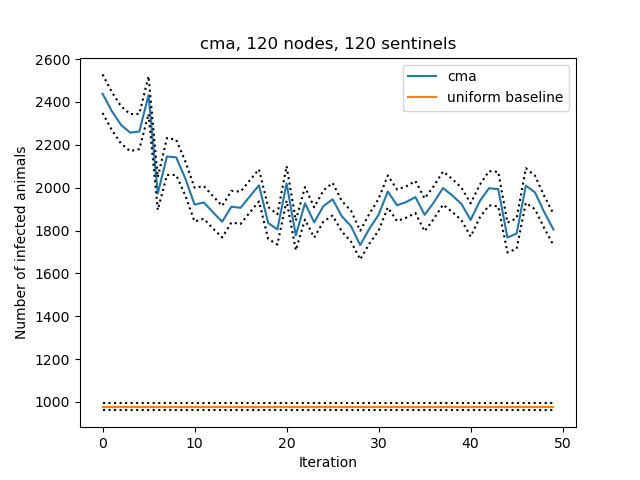 cma, 120 nodes, 120 sentinels
cma
uniform baseline
Number of infected animals
2600
2400
2200
2000
1800
1600
1400
1200
1000
0 10 20 30 40 50
Iteration